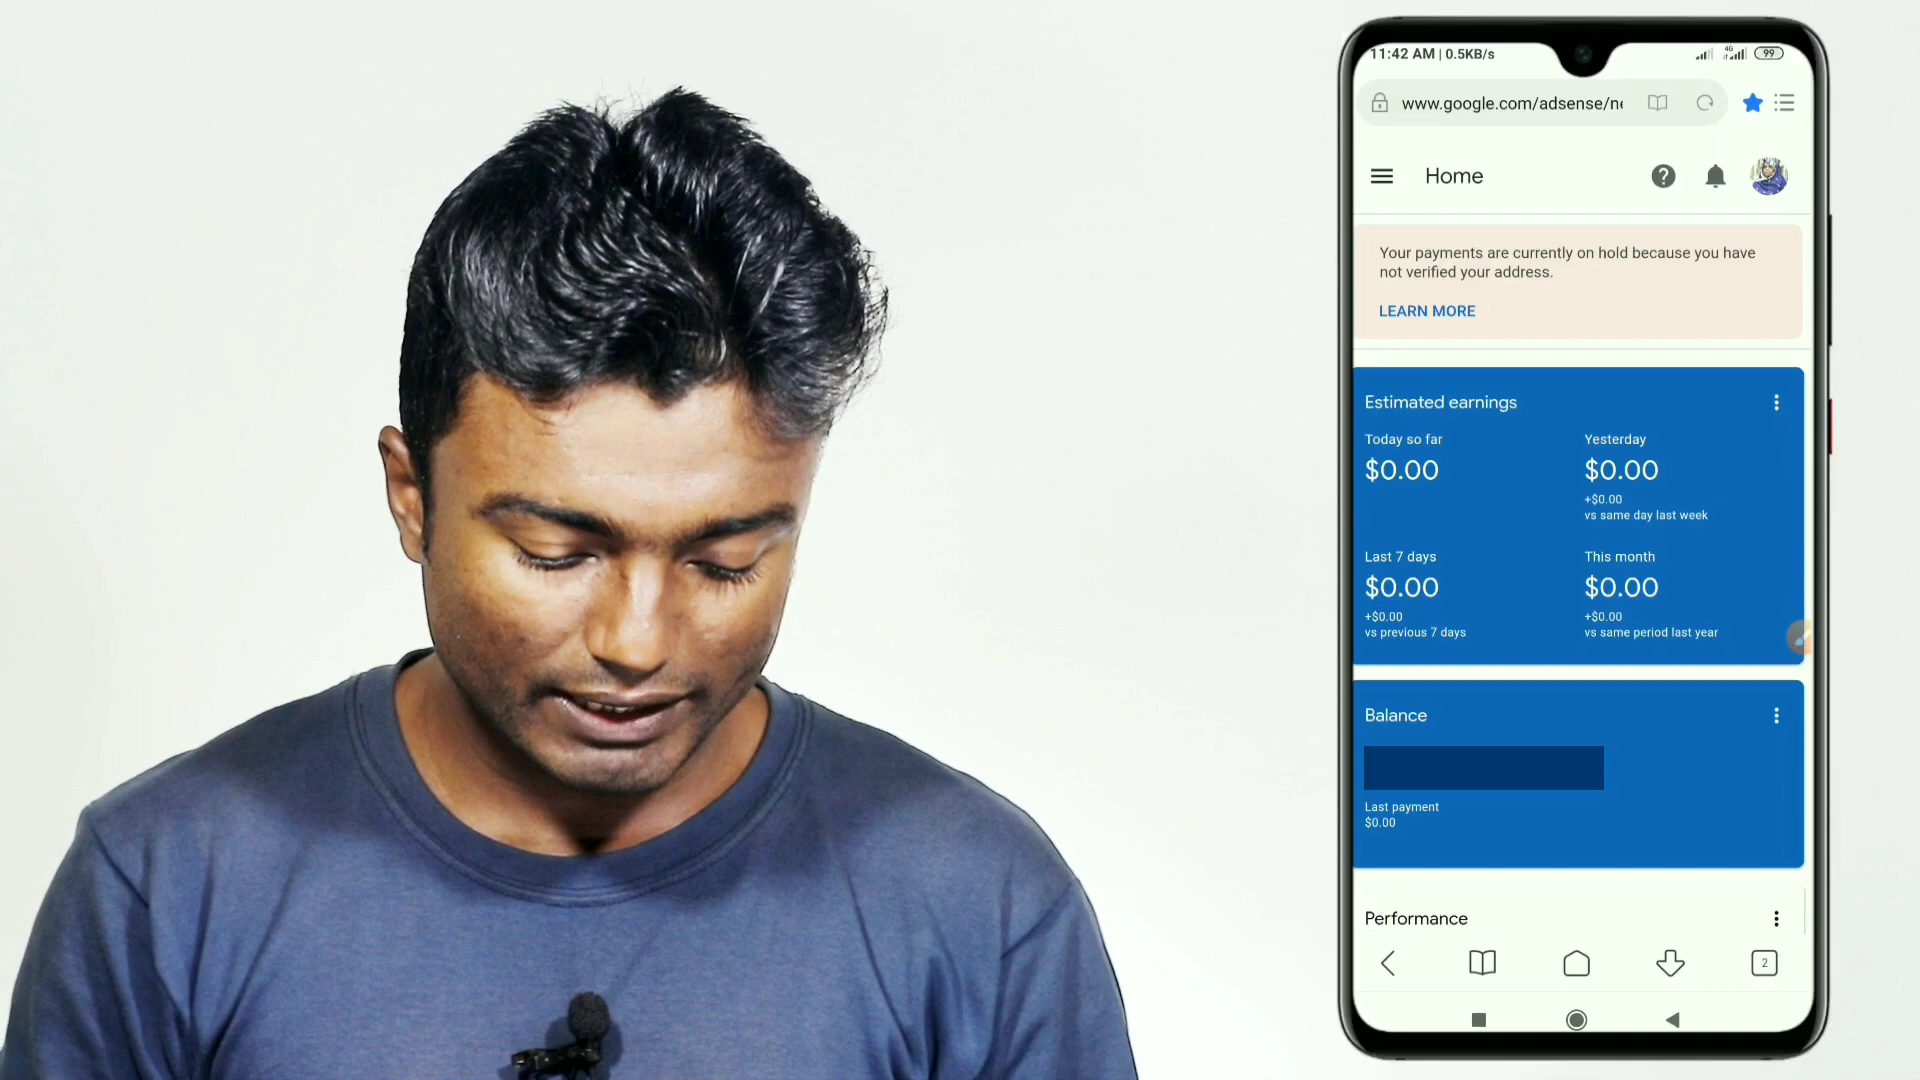 11:42 AM | 0.5KB/s
4G
99
www.google.com/adsense/ne
Home
Your payments are currently on hold because you have
not verified your address.
LEARN MORE
Estimated earnings
Today so far
$0.00
Yesterday
$0.00
+$0.00
vs same day last week
Last 7 days
$0.00
+$0.00
vs previous 7 days
This month
$0.00
+$0.00
vs same period last year
Balance
Last payment
$0.00
Performance
2